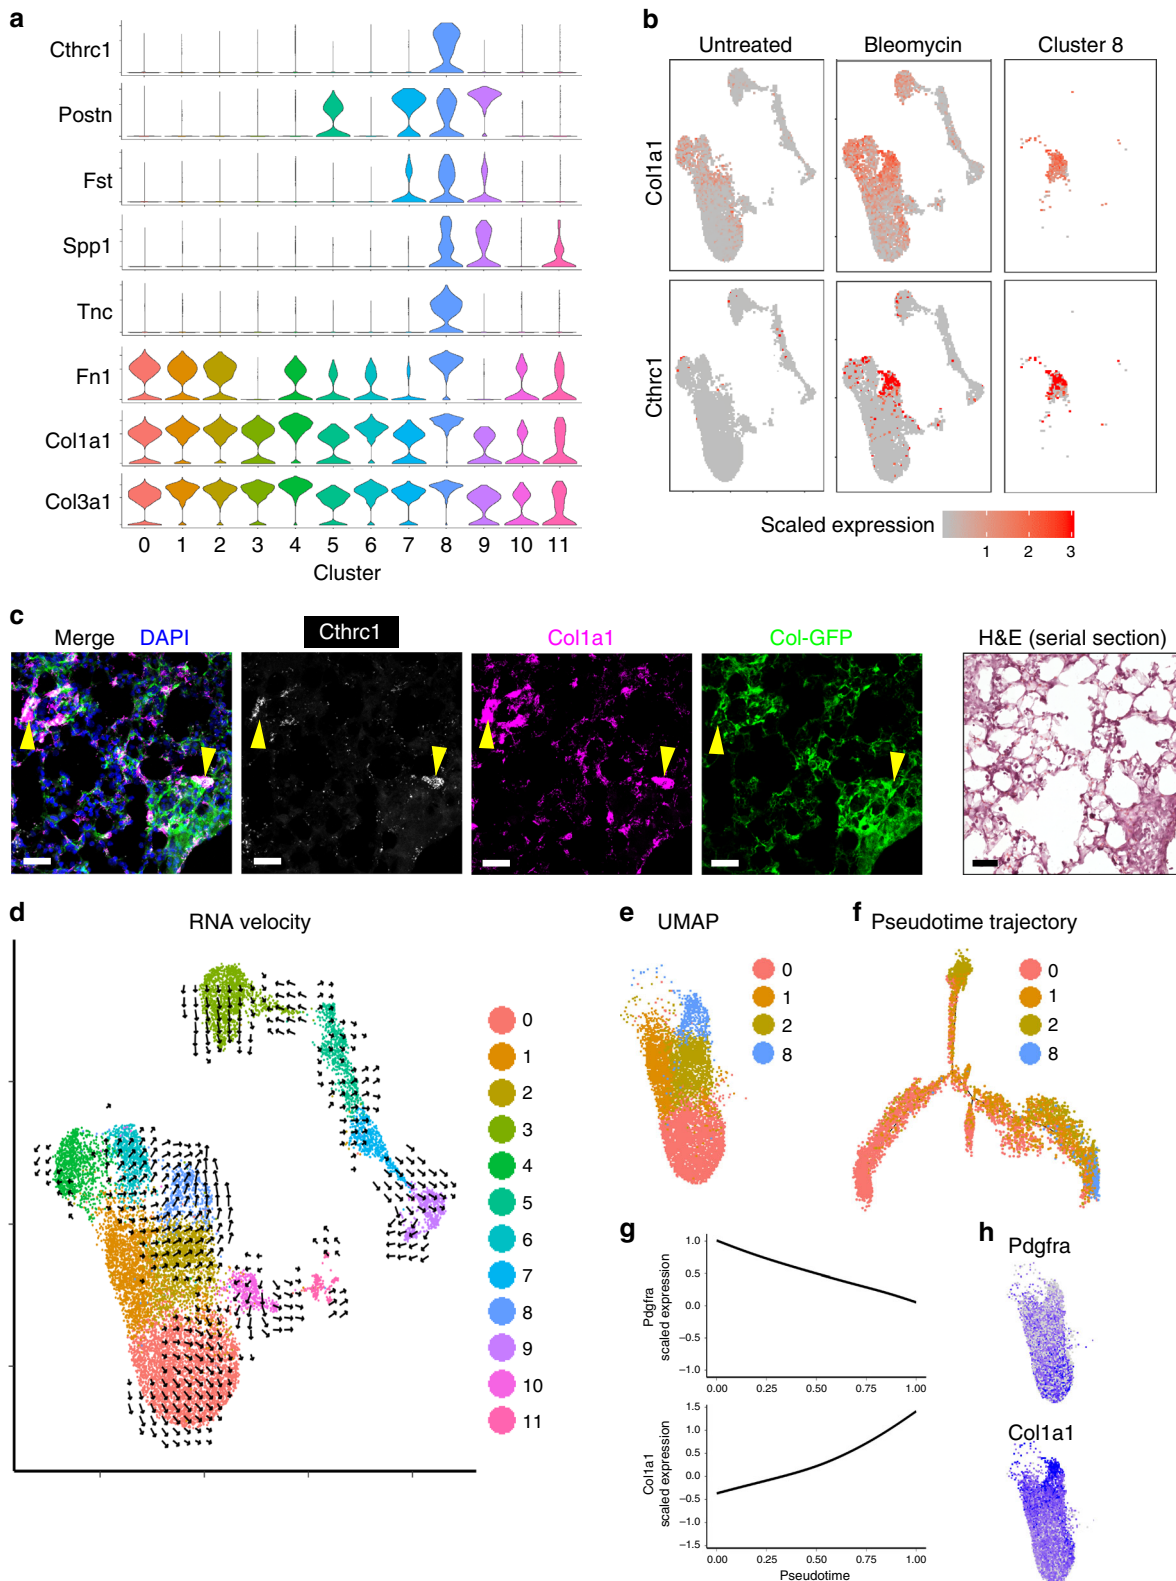 a
Cthrc1
Postn
Fst
Spp1
Tnc
Fn1
Col1a1
Col3a1
0 1 2 3 4 5 6 7 8 9 10 11
Cluster
b
Untreated Bleomycin Cluster 8
Col1a1
Cthrc1
Scaled expression
1 2 3
c
Merge DAPI Cthrc1 Col1a1 Col-GFP H&E (serial section)
d
RNA velocity
0
1
2
3
4
5
6
7
8
9
10
11
e
UMAP
0
1
2
8
f
Pseudotime trajectory
0
1
2
8
g
Pdgfra
scaled expression
1.0
0.5
0.0
−0.5
−1.0
0.00 0.25 0.50 0.75 1.00
Col1a1
scaled expression
1.5
1.0
0.5
0.0
−0.5
−1.0
−1.5
0.00 0.25 0.50 0.75 1.00
Pseudotime
h
Pdgfra
Col1a1